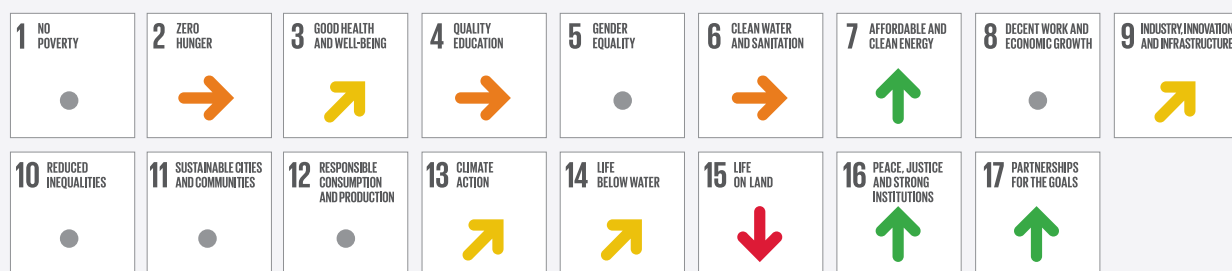 1 NO
POVERTY
2 ZERO
HUNGER
3 GOOD HEALTH
AND WELL-BEING
4 QUALITY
EDUCATION
5 GENDER
EQUALITY
6 CLEAN WATER
AND SANITATION
7 AFFORDABLE AND
CLEAN ENERGY
8 DECENT WORK AND
ECONOMIC GROWTH
9 INDUSTRY, INNOVATION
AND INFRASTRUCTURE
10 REDUCED
INEQUALITIES
11 SUSTAINABLE CITIES
AND COMMUNITIES
12 RESPONSIBLE
CONSUMPTION
AND PRODUCTION
13 CLIMATE
ACTION
14 LIFE
BELOW WATER
15 LIFE
ON LAND
16 PEACE, JUSTICE
AND STRONG
INSTITUTIONS
17 PARTNERSHIPS
FOR THE GOALS